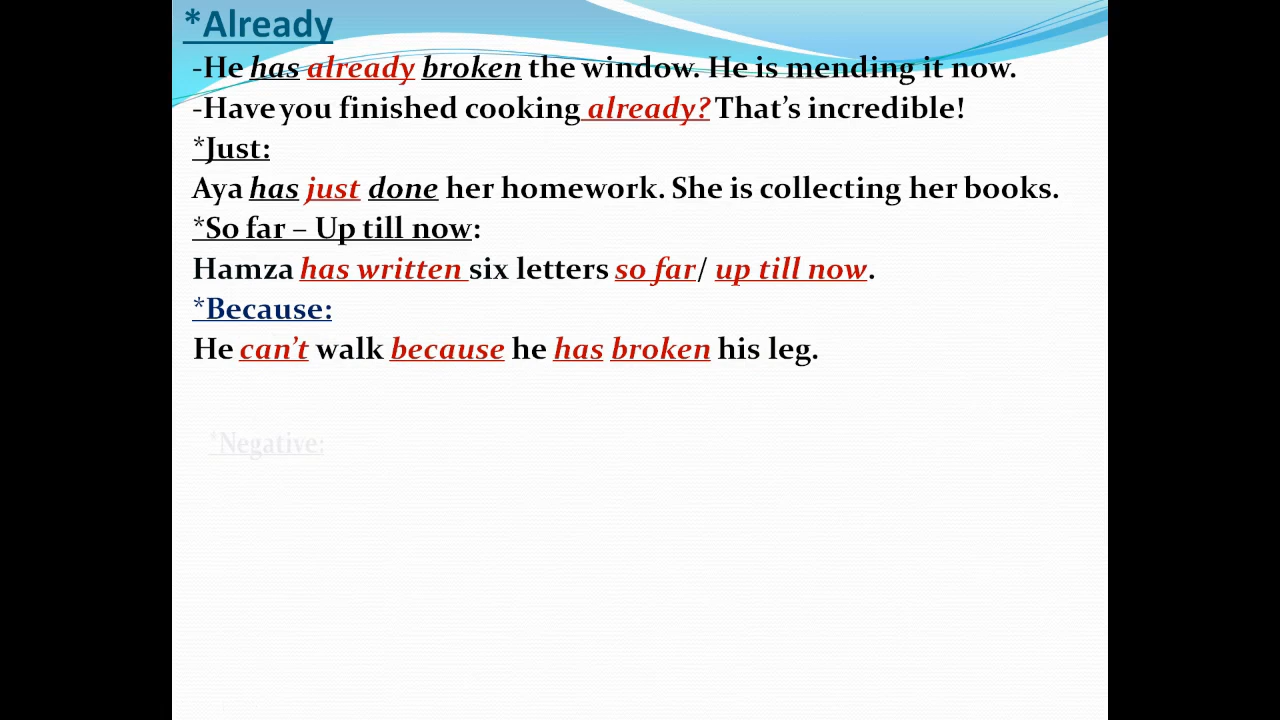 *Already
-He has already broken the window. He is mending it now.
-Have you finished cooking already? That’s incredible!
*Just:
Aya has just done her homework. She is collecting her books.
*So far – Up till now:
Hamza has written six letters so far/ up till now.
*Because:
He can’t walk because he has broken his leg.
*Negative: